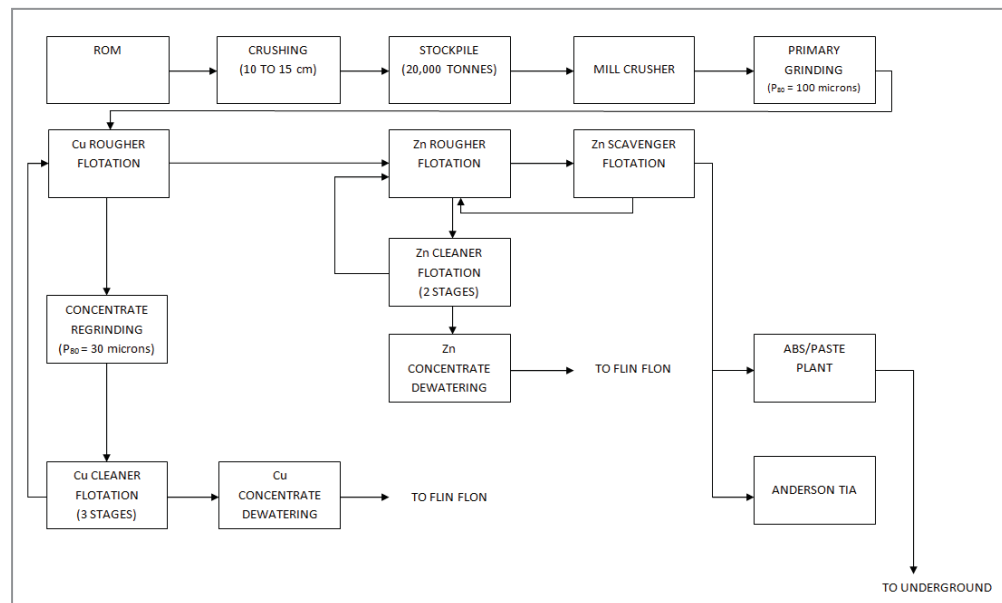 ROM
CRUSHING
(10 TO 15 cm)
STOCKPILE
(20,000 TONNES)
MILL CRUSHER
PRIMARY
GRINDING
(P₈₀ = 100 microns)
Cu ROUGHER
FLOTATION
Zn ROUGHER
FLOTATION
Zn SCAVENGER
FLOTATION
Zn CLEANER
FLOTATION
(2 STAGES)
CONCENTRATE
REGRINDING
(P₈₀ = 30 microns)
Zn
CONCENTRATE
DEWATERING
TO FLIN FLON
ABS/PASTE
PLANT
Cu CLEANER
FLOTATION
(3 STAGES)
Cu
CONCENTRATE
DEWATERING
TO FLIN FLON
ANDERSON TIA
TO UNDERGROUND